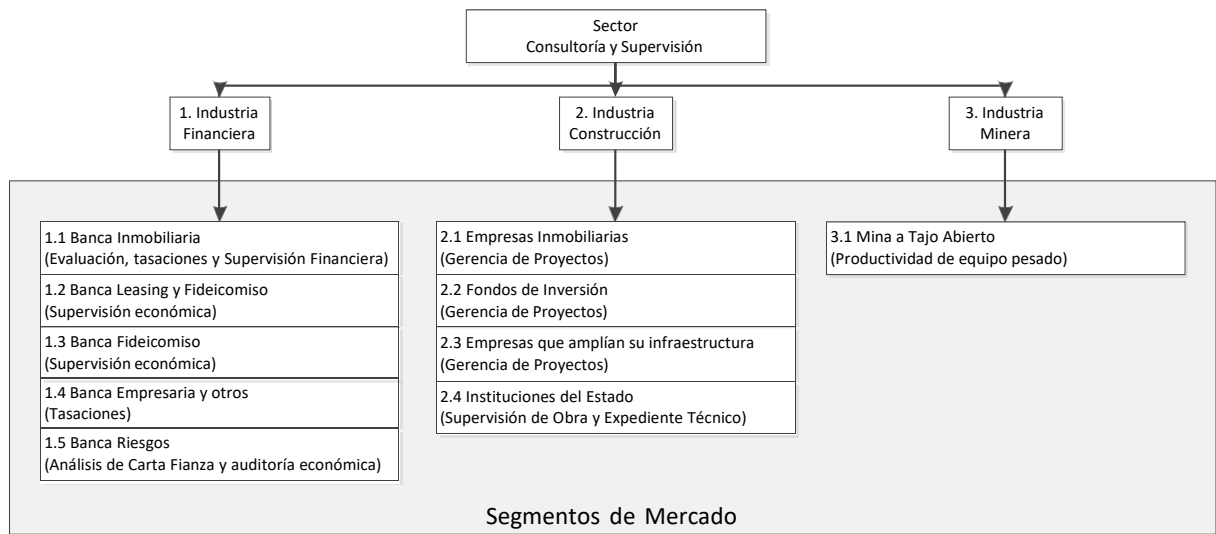 Sector
Consultoría y Supervisión
1. Industria
Financiera
2. Industria
Construcción
3. Industria
Minera
1.1 Banca Inmobiliaria
(Evaluación, tasaciones y Supervisión Financiera)
1.2 Banca Leasing y Fideicomiso
(Supervisión económica)
1.3 Banca Fideicomiso
(Supervisión económica)
1.4 Banca Empresaria y otros
(Tasaciones)
1.5 Banca Riesgos
(Análisis de Carta Fianza y auditoría económica)
2.1 Empresas Inmobiliarias
(Gerencia de Proyectos)
2.2 Fondos de Inversión
(Gerencia de Proyectos)
2.3 Empresas que amplían su infraestructura
(Gerencia de Proyectos)
2.4 Instituciones del Estado
(Supervisión de Obra y Expediente Técnico)
3.1 Mina a Tajo Abierto
(Productividad de equipo pesado)
Segmentos de Mercado